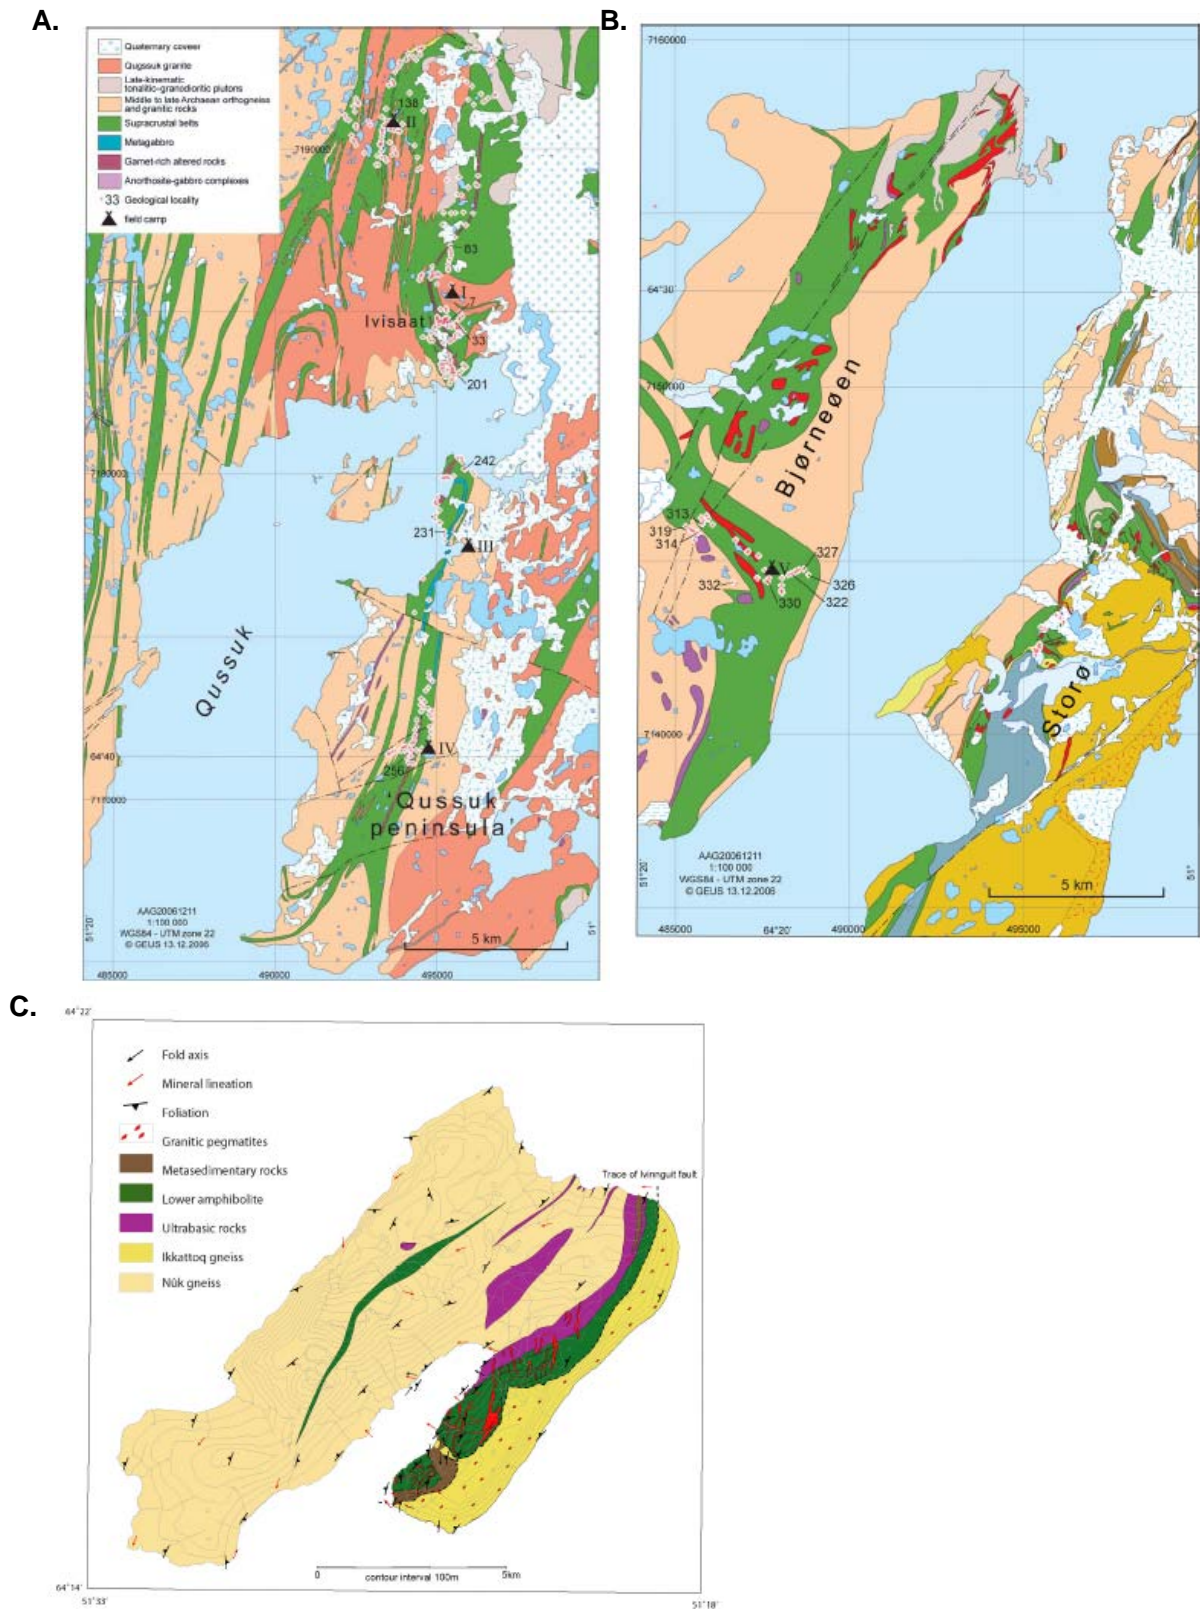 A.
Quaternary coveer
Qugssuk granite
Late-kinematic
tonalitic-granodioritic plutons
Middle to late Archaean orthogneiss
and granitic rocks
Supracrustal belts
Metagabbro
Garnet-rich altered rocks
Anorthosite-gabbro complexes
33 Geological locality
field camp
138
II
7190000
83
I
7
Ivisaat
33
201
242
231
III
Qussuk
IV
256
64°40
'Qussuk
peninsula'
AAG20061211
1:100 000
WGS84 - UTM zone 22
© GEUS 13.12.2006
5 km
51°20'
51°
485000
490000
495000
B.
7160000
64°30
7150000
Bjørneøen
313
319
314
327
V
326
332
330
322
Storø
7140000
AAG20061211
1:100 000
WGS84 - UTM zone 22
© GEUS 13.12.2006
5 km
51°20'
51°
485000
64°20'
490000
495000
C.
64°22'
Fold axis
Mineral lineation
Foliation
Granitic pegmatites
Metasedimentary rocks
Lower amphibolite
Ultrabasic rocks
Ikkattoq gneiss
Nûk gneiss
Trace of Ivinnguit fault
0
5km
contour interval 100m
64°14'
51°33'
51°18'